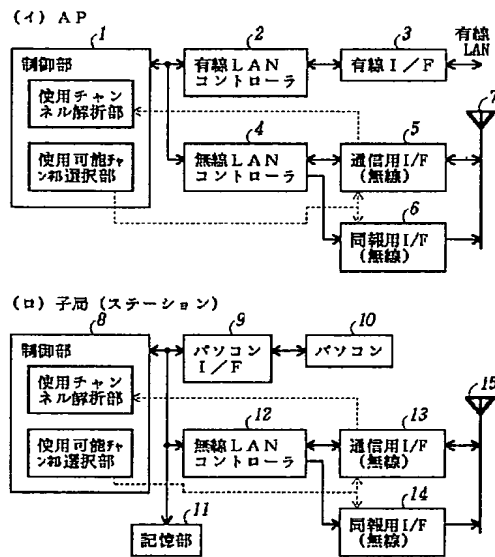 (イ) AP
1
制御部
使用チャン
ネル解析部
使用可能チャ
ンネル選択部
2
有線LAN
コントローラ
3
有線I/F
有線
LAN
4
無線LAN
コントローラ
5
通信用I/F
(無線)
6
同報用I/F
(無線)
7
(ロ) 子局 (ステーション)
8
制御部
使用チャン
ネル解析部
使用可能チャ
ンネル選択部
9
パソコン
I/F
10
パソコン
11
記憶部
12
無線LAN
コントローラ
13
通信用I/F
(無線)
14
同報用I/F
(無線)
15